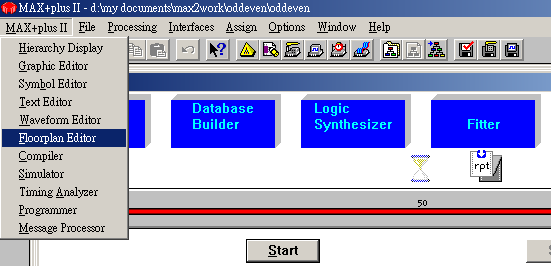 MAX+plus II - d:\my documents\max2work\oddeven\oddeven
MAX+plus II File Processing Interfaces Assign Options Window Help
Hierarchy Display
Graphic Editor
Symbol Editor
Text Editor
Waveform Editor
Floorplan Editor
Compiler
Simulator
Timing Analyzer
Programmer
Message Processor
Database
Builder
Logic
Synthesizer
Fitter
rpt
50
Start